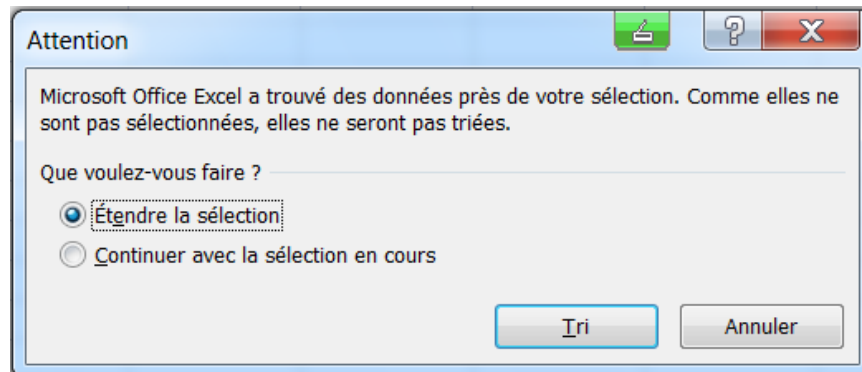 Attention
Microsoft Office Excel a trouvé des données près de votre sélection. Comme elles ne
sont pas sélectionnées, elles ne seront pas triées.
Que voulez-vous faire ?
Étendre la sélection
Continuer avec la sélection en cours
Tri
Annuler